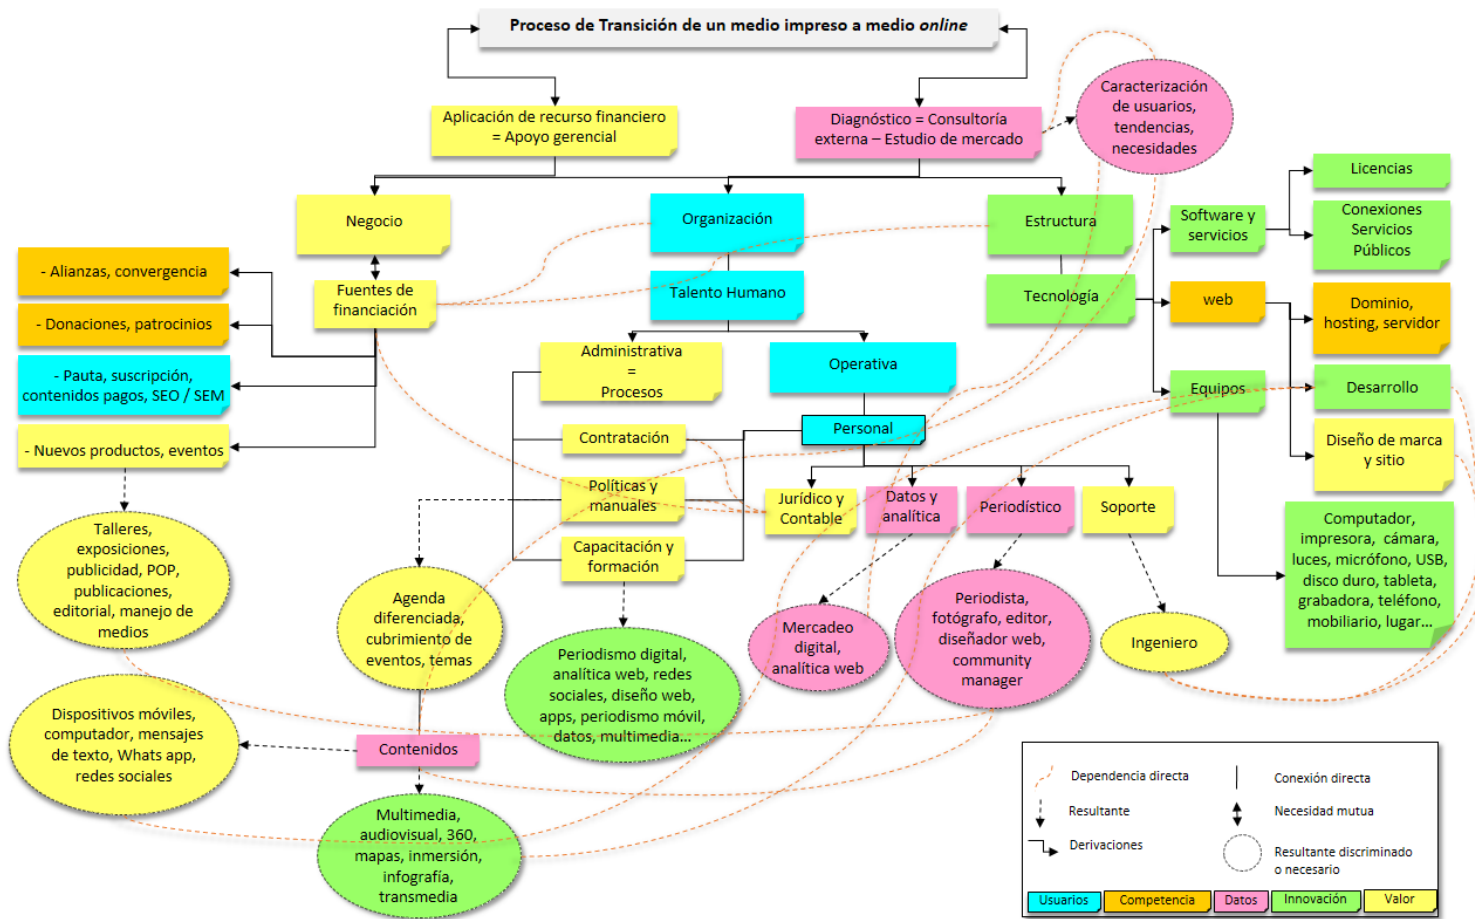 Proceso de Transición de un medio impreso a medio online
Aplicación de recurso financiero
= Apoyo gerencial
Diagnóstico = Consultoría
externa – Estudio de mercado
Caracterización
de usuarios,
tendencias,
necesidades
Negocio
Organización
Estructura
Software y
servicios
Licencias
Conexiones
Servicios
Públicos
- Alianzas, convergencia
Fuentes de
financiación
Talento Humano
Tecnología
web
Dominio,
hosting, servidor
- Donaciones, patrocinios
Administrativa
=
Procesos
Operativa
- Pauta, suscripción,
contenidos pagos, SEO / SEM
Equipos
Desarrollo
- Nuevos productos, eventos
Contratación
Personal
Diseño de marca
y sitio
Políticas y
manuales
Jurídico y
Contable
Datos y
analítica
Periodístico
Soporte
Capacitación y
formación
Computador,
impresora, cámara,
luces, micrófono, USB,
disco duro, tableta,
grabadora, teléfono,
mobiliario, lugar...
Talleres,
exposiciones,
publicidad, POP,
publicaciones,
editorial, manejo de
medios
Agenda
diferenciada,
cubrimiento de
eventos, temas
Periodismo digital,
analítica web, redes
sociales, diseño web,
apps, periodismo móvil,
datos, multimedia...
Mercadeo
digital,
analítica web
Periodista,
fotógrafo, editor,
diseñador web,
community
manager
Ingeniero
Dispositivos móviles,
computador, mensajes
de texto, Whats app,
redes sociales
Contenidos
Multimedia,
audiovisual, 360,
mapas, inmersión,
infografía,
transmedia
Dependencia directa
Conexión directa
Resultante
Necesidad mutua
Derivaciones
Resultante discriminado
o necesario
Usuarios
Competencia
Datos
Innovación
Valor